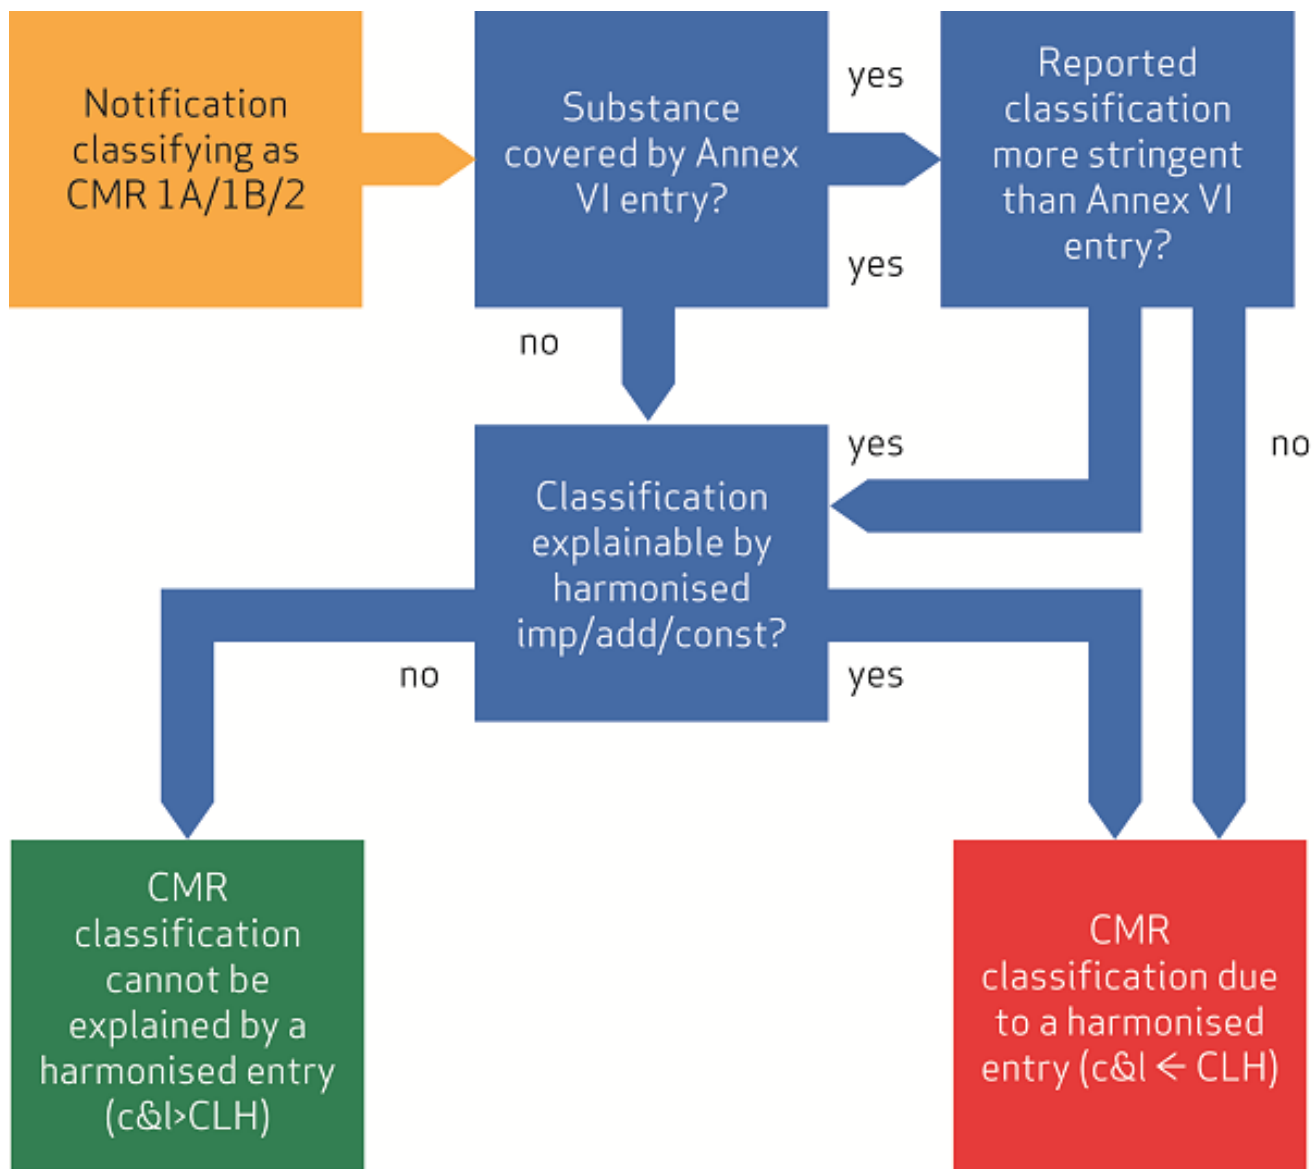 Notification
classifying as
CMR 1A/1B/2
Substance
covered by Annex
VI entry?
yes
yes
Reported
classification
more stringent
than Annex VI
entry?
no
yes
no
Classification
explainable by
harmonised
imp/add/const?
no
yes
CMR
classification
cannot be
explained by a
harmonised entry
(c&l>CLH)
CMR
classification due
to a harmonised
entry (c&l ← CLH)